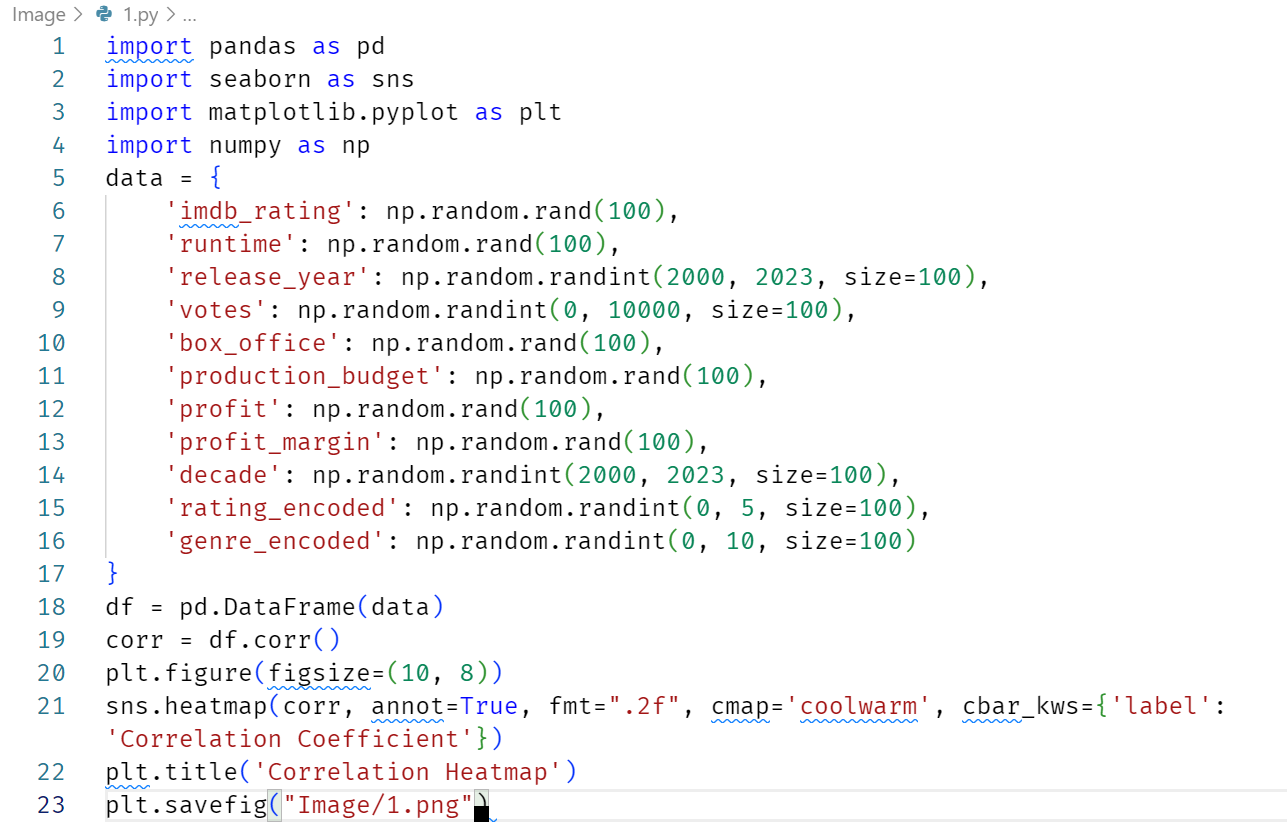 Image > 1.py > ...
1 import pandas as pd
2 import seaborn as sns
3 import matplotlib.pyplot as plt
4 import numpy as np
5 data = {
6     'imdb_rating': np.random.rand(100),
7     'runtime': np.random.rand(100),
8     'release_year': np.random.randint(2000, 2023, size=100),
9     'votes': np.random.randint(0, 10000, size=100),
10     'box_office': np.random.rand(100),
11     'production_budget': np.random.rand(100),
12     'profit': np.random.rand(100),
13     'profit_margin': np.random.rand(100),
14     'decade': np.random.randint(2000, 2023, size=100),
15     'rating_encoded': np.random.randint(0, 5, size=100),
16     'genre_encoded': np.random.randint(0, 10, size=100)
17 }
18 df = pd.DataFrame(data)
19 corr = df.corr()
20 plt.figure(figsize=(10, 8))
21 sns.heatmap(corr, annot=True, fmt=".2f", cmap='coolwarm', cbar_kws={'label':
'Correlation Coefficient'})
22 plt.title('Correlation Heatmap')
23 plt.savefig("Image/1.png")